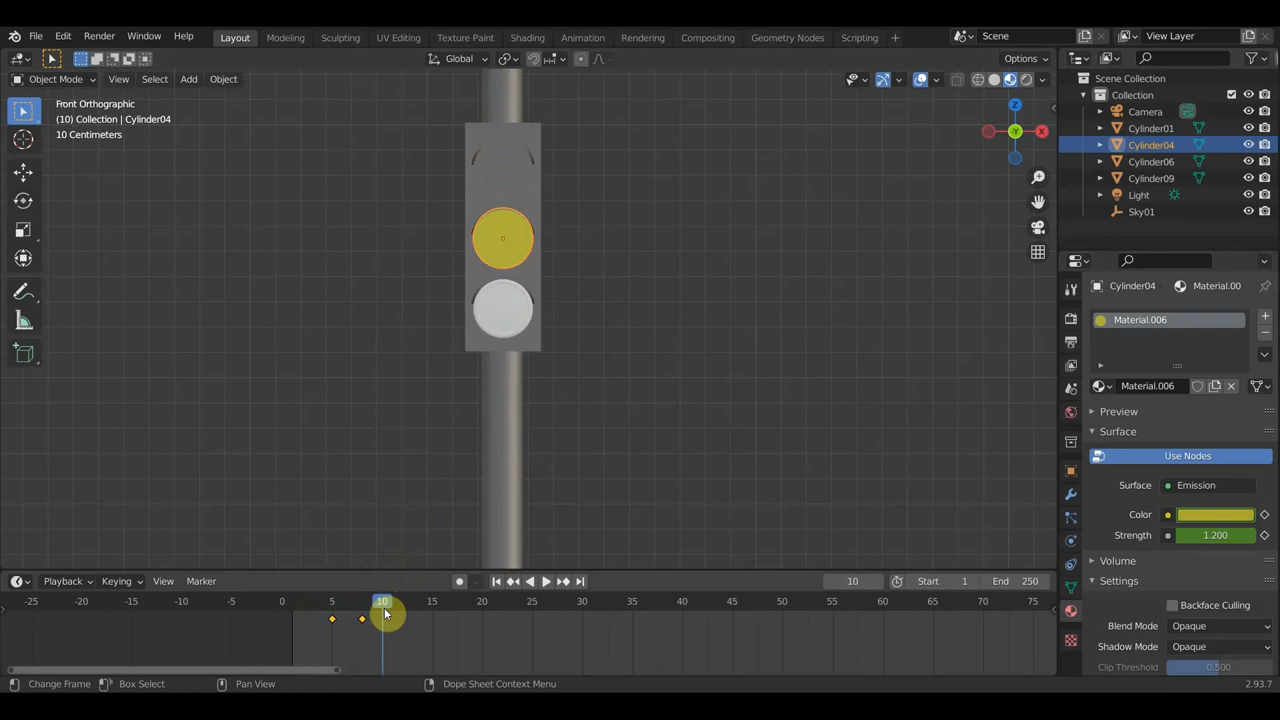 File Edit Render Window Help Layout Modeling Sculpting UV Editing Texture Paint Shading Animation Rendering Compositing Geometry Nodes Scripting + Scene View Layer
Global Options
Object Mode View Select Add Object
Front Orthographic
(10) Collection | Cylinder04
10 Centimeters
Z
Y
X
Scene Collection
Collection
Camera
Cylinder01
Cylinder04
Cylinder06
Cylinder09
Light
Sky01
Cylinder04 Material.00
Material.006
Material.006
Preview
Surface
Use Nodes
Surface Emission
Color
Strength 1.200
Volume
Settings
Backface Culling
Blend Mode Opaque
Shadow Mode Opaque
Clip Threshold 0.500
Playback Keying View Marker 10 Start 1 End 250
-25 -20 -15 -10 -5 0 5 10 15 20 25 30 35 40 45 50 55 60 65 70 75
Change Frame Box Select Pan View Dope Sheet Context Menu 2.93.7